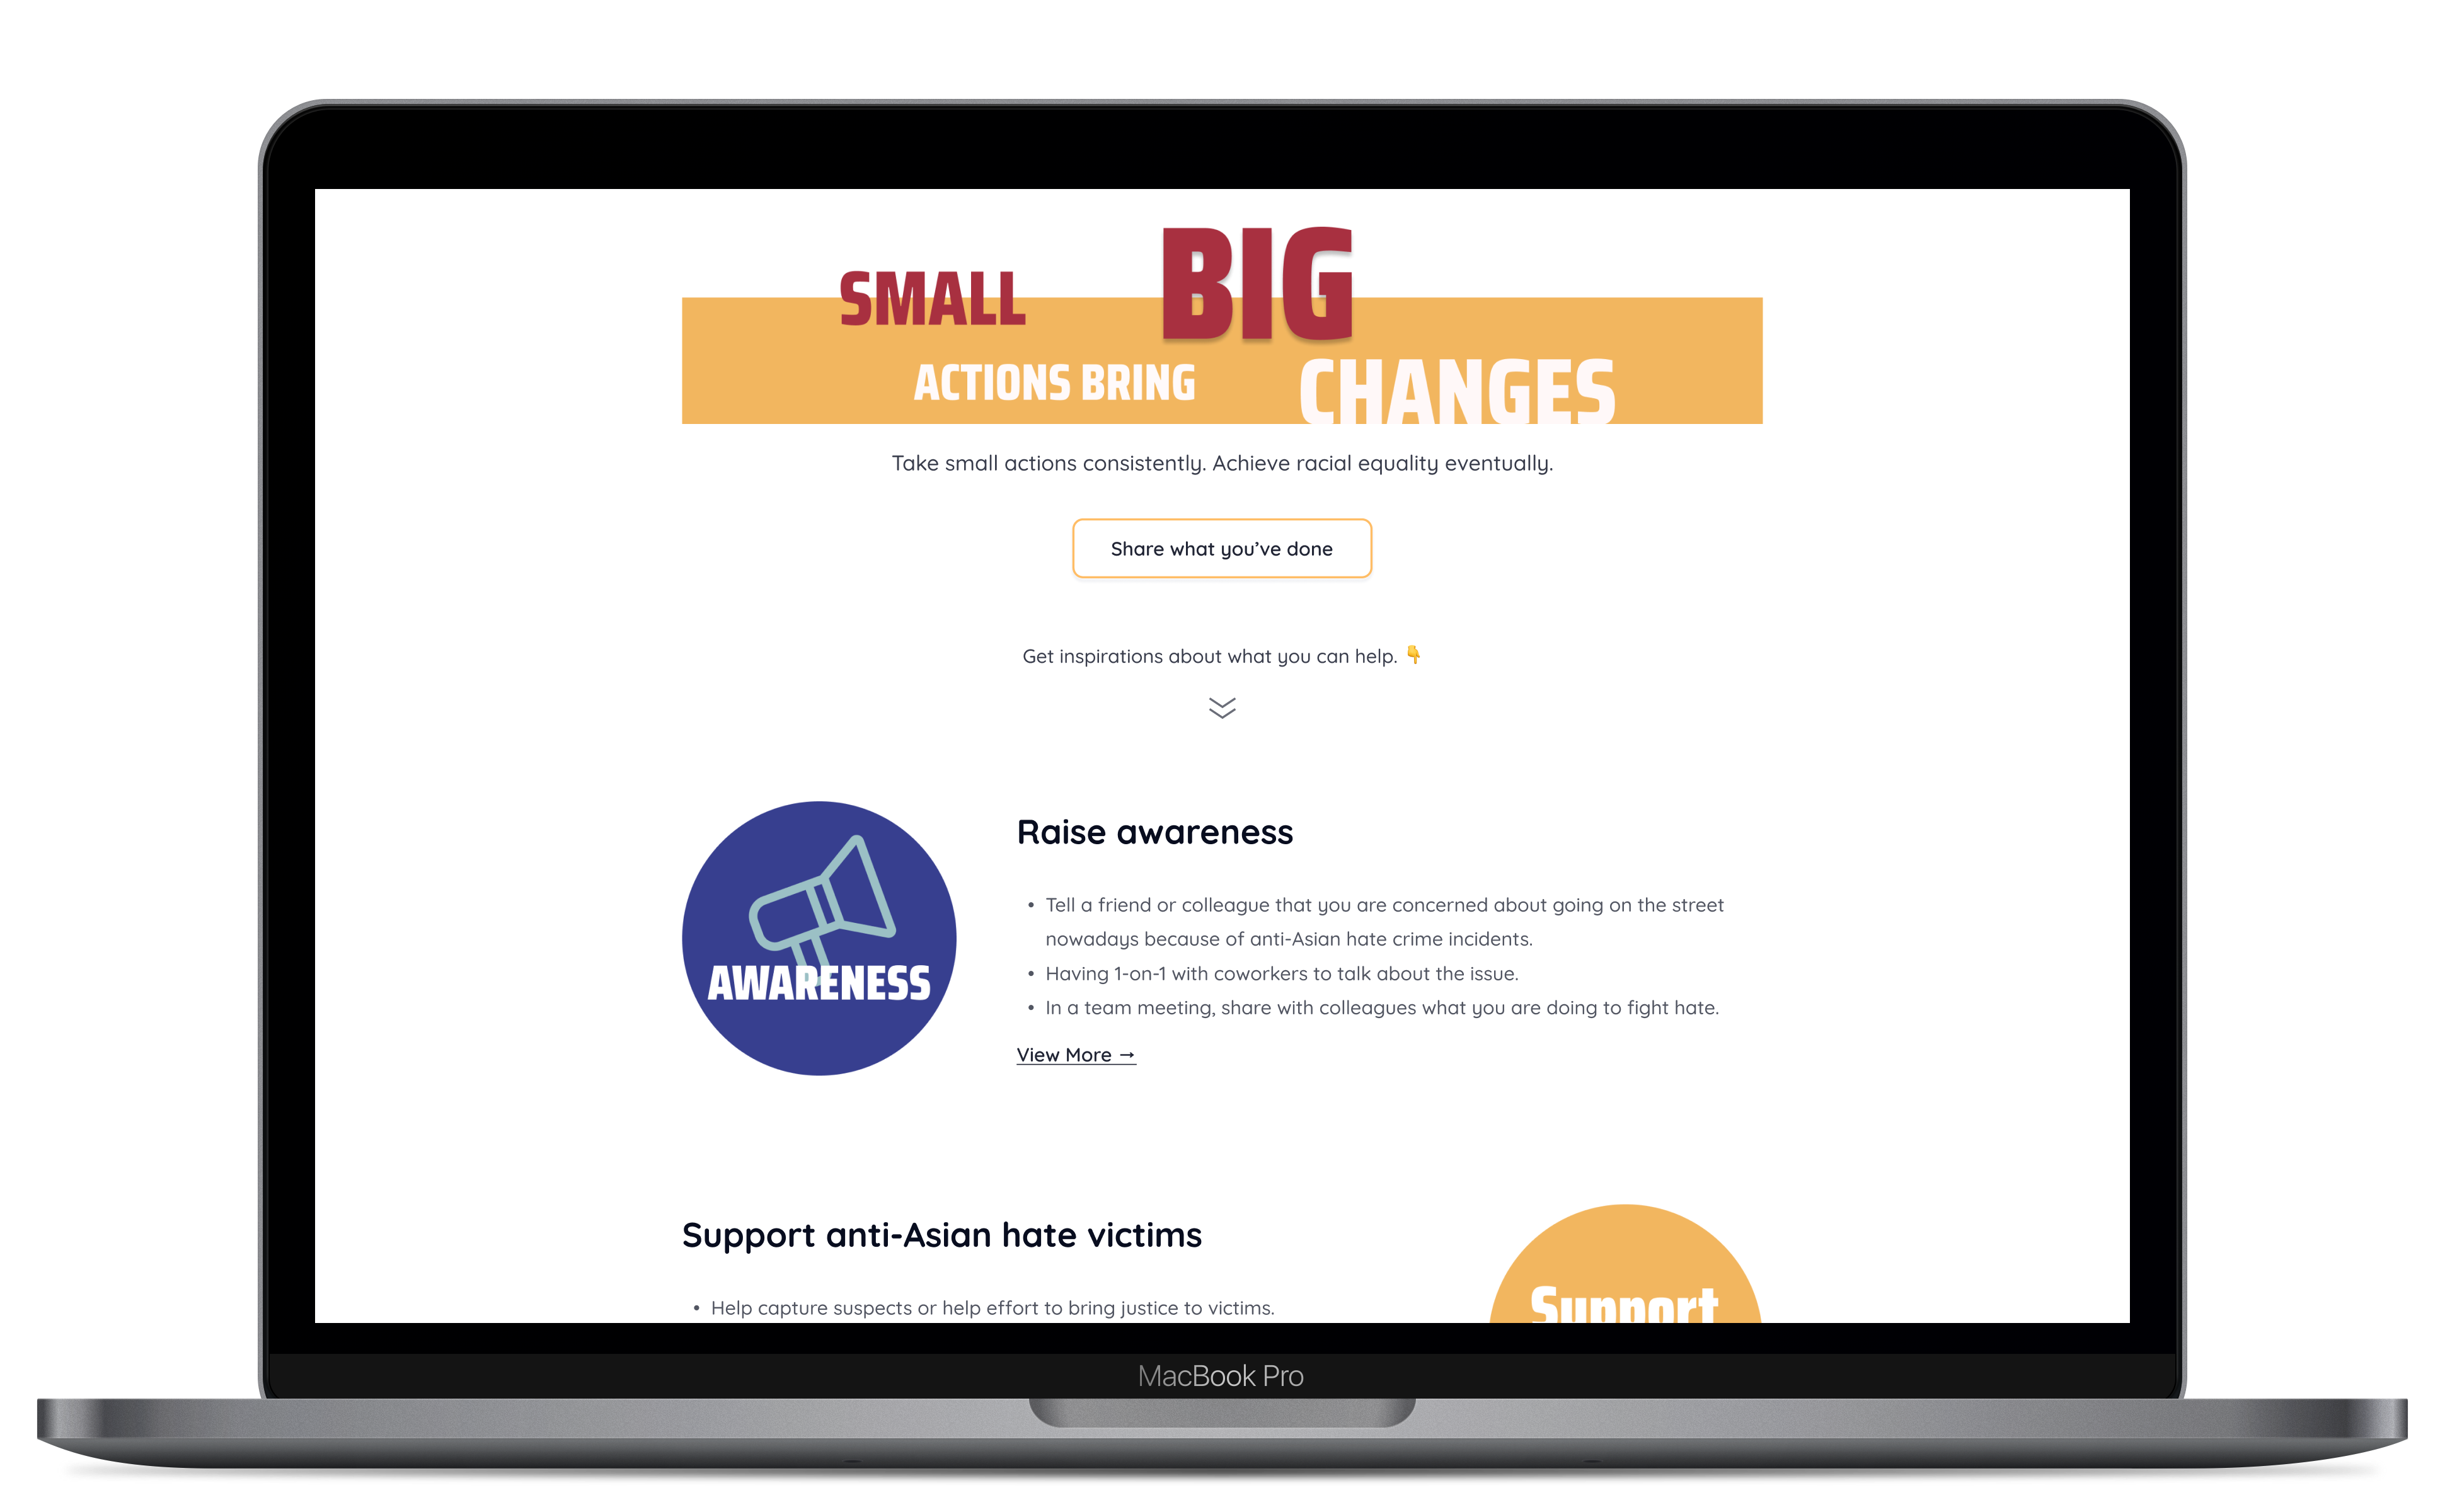 SMALL BIG
ACTIONS BRING CHANGES
Take small actions consistently. Achieve racial equality eventually.
Share what you’ve done
Get inspirations about what you can help. 👇
AWARENESS
Raise awareness
• Tell a friend or colleague that you are concerned about going on the street
nowadays because of anti-Asian hate crime incidents.
• Having 1-on-1 with coworkers to talk about the issue.
• In a team meeting, share with colleagues what you are doing to fight hate.
View More →
Support anti-Asian hate victims
• Help capture suspects or help effort to bring justice to victims.
Support
MacBook Pro